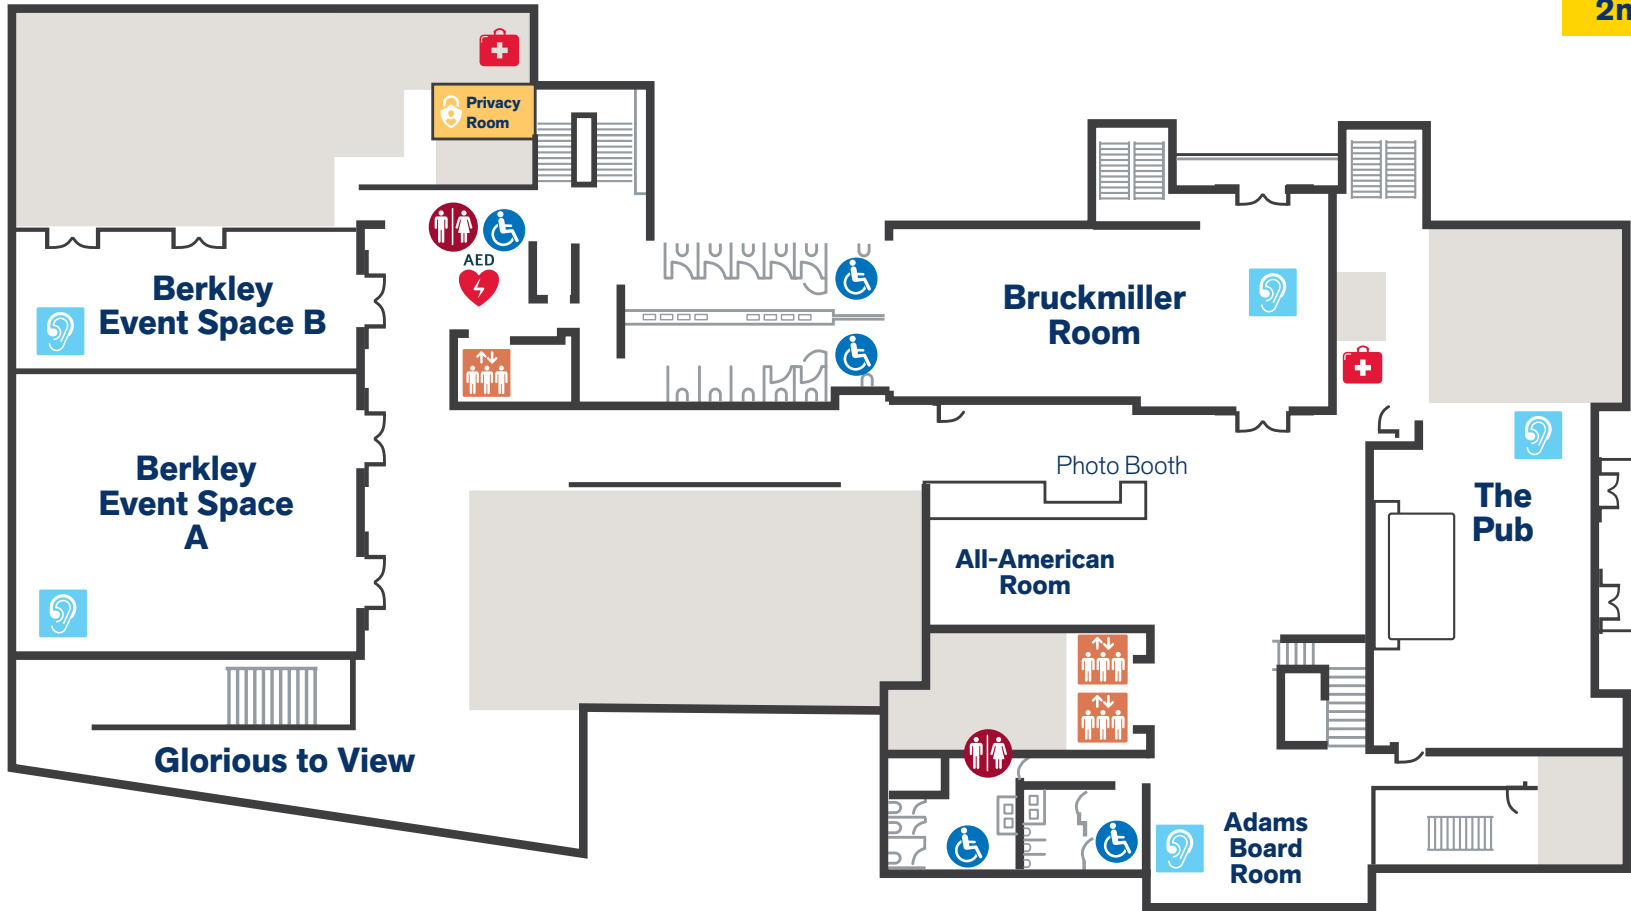 2n
Privacy
Room
AED
Berkley
Event Space B
Bruckmiller
Room
Berkley
Event Space
A
Photo Booth
The
Pub
All-American
Room
Glorious to View
Adams
Board
Room